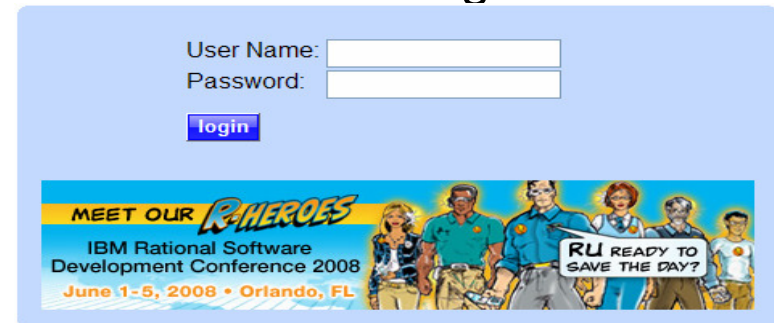 User Name:
Password:
login
MEET OUR R-HEROES
IBM Rational Software
Development Conference 2008
June 1-5, 2008 • Orlando, FL
RU READY TO
SAVE THE DAY?